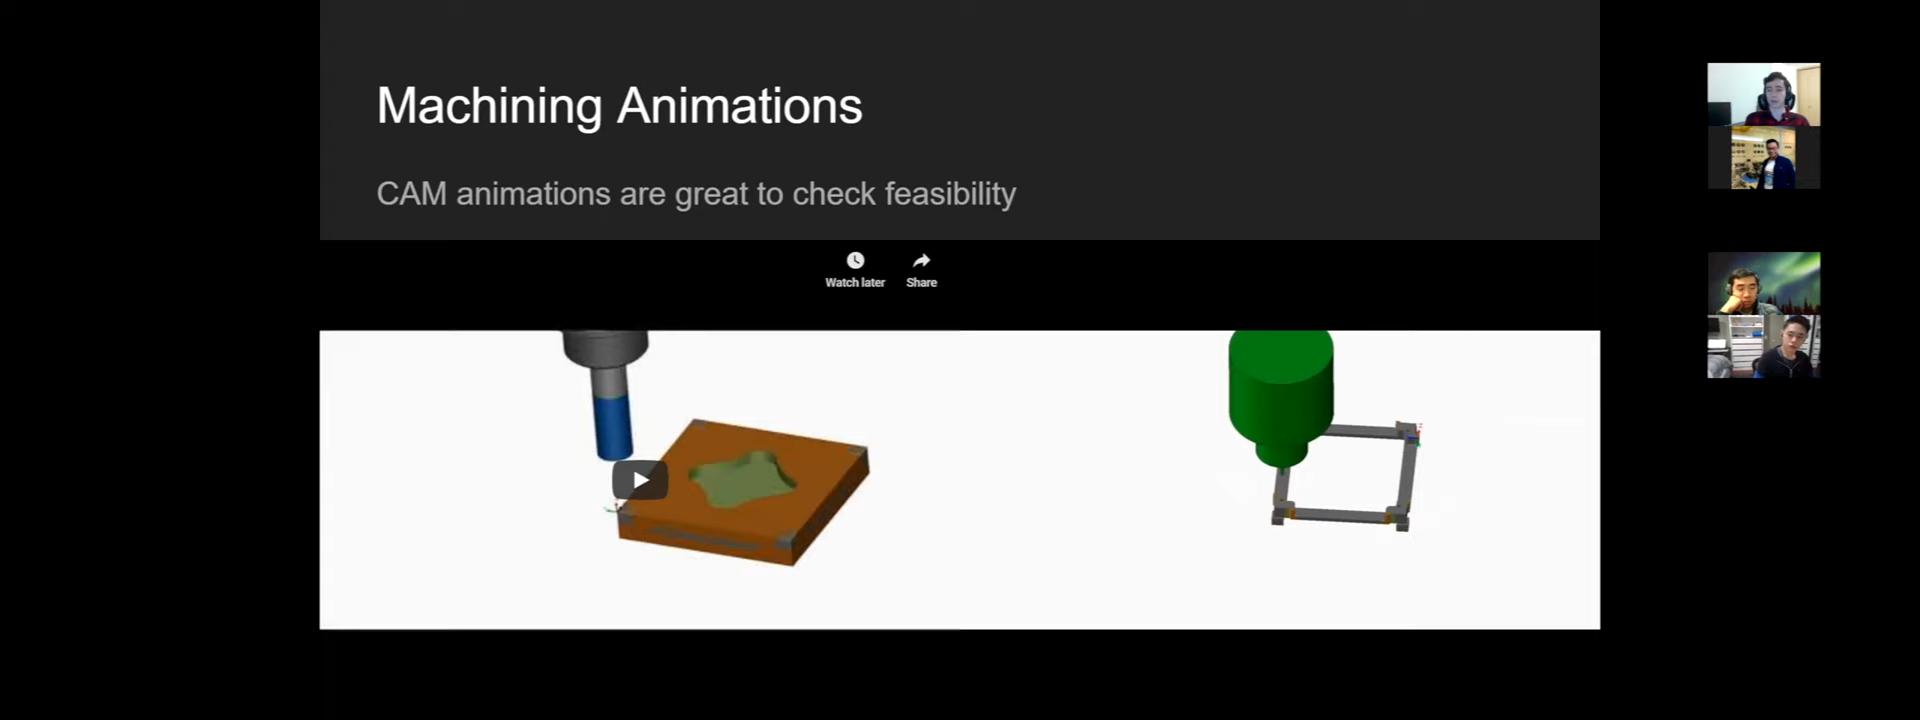 Machining Animations
CAM animations are great to check feasibility
Watch later
Share